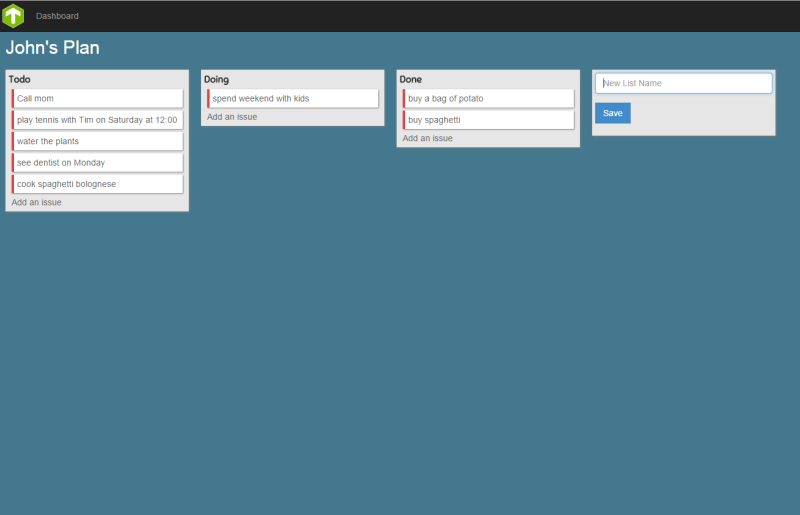 Dashboard
John's Plan
Todo
Call mom
play tennis with Tim on Saturday at 12:00
water the plants
see dentist on Monday
cook spaghetti bolognese
Add an issue
Doing
spend weekend with kids
Add an issue
Done
buy a bag of potato
buy spaghetti
Add an issue
New List Name
Save